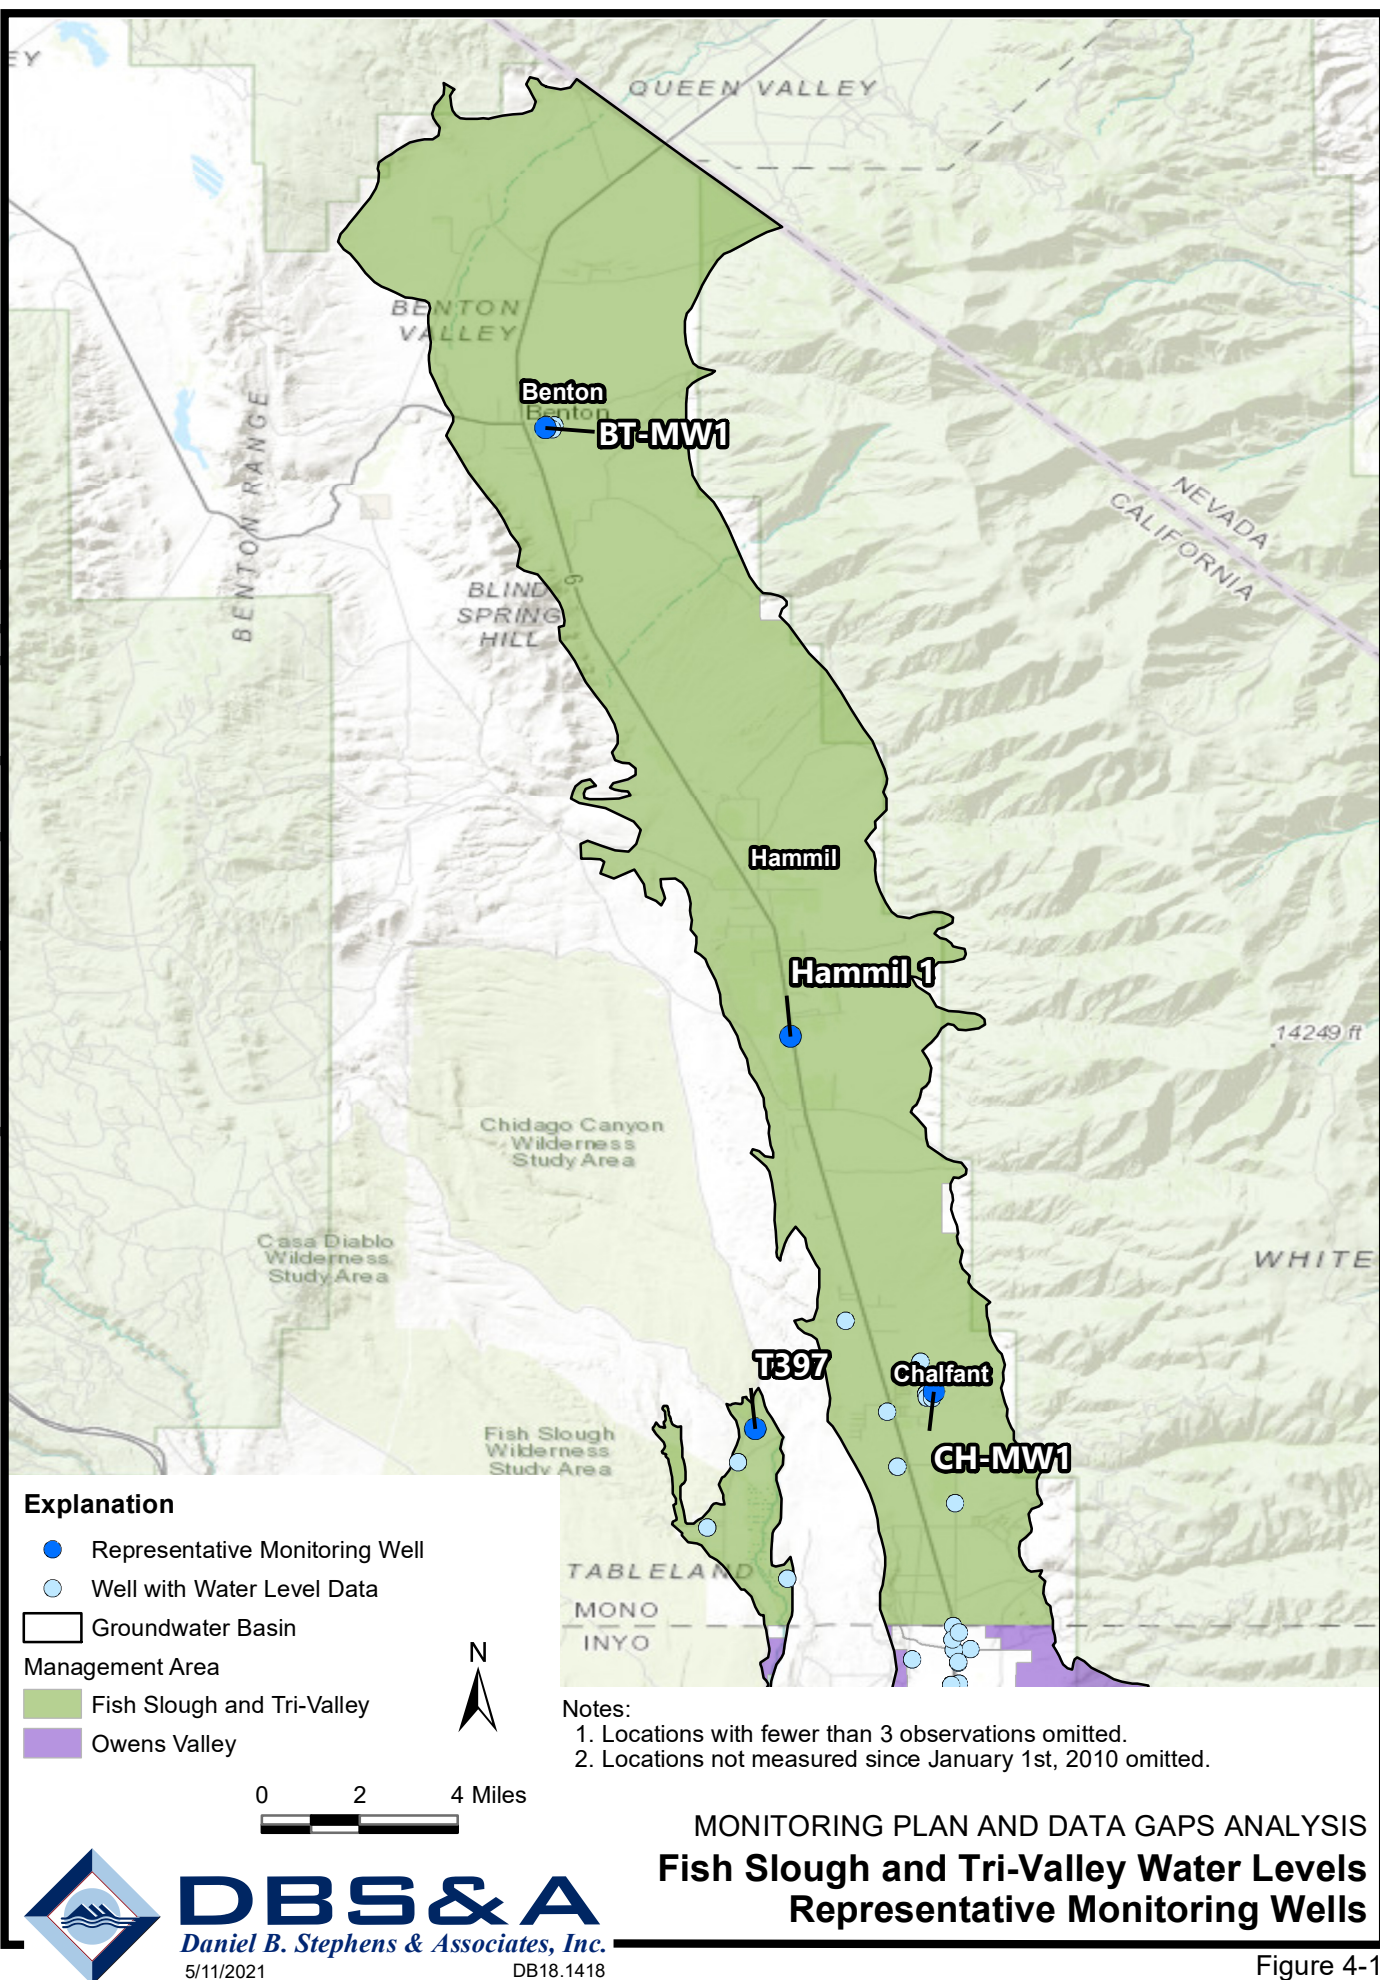 EY
QUEEN VALLEY
BENTON
VALLEY
Benton
Benton
BT-MW1
BENTON RANGE
NEVADA
CALIFORNIA
6
BLIND
SPRING
HILL
Hammil
Hammil 1
14249 ft
Chidago Canyon
Wilderness
Study Area
Casa Diablo
Wilderness
Study Area
WHITE
T397
Chalfant
CH-MW1
Fish Slough
Wilderness
Study Area
TABLELAND
MONO
INYO
Explanation
Representative Monitoring Well
Well with Water Level Data
Groundwater Basin
Management Area
Fish Slough and Tri-Valley
Owens Valley
N
0 2 4 Miles
Notes:
1. Locations with fewer than 3 observations omitted.
2. Locations not measured since January 1st, 2010 omitted.
MONITORING PLAN AND DATA GAPS ANALYSIS
Fish Slough and Tri-Valley Water Levels
Representative Monitoring Wells
DBS&A
Daniel B. Stephens & Associates, Inc.
5/11/2021 DB18.1418
Figure 4-1